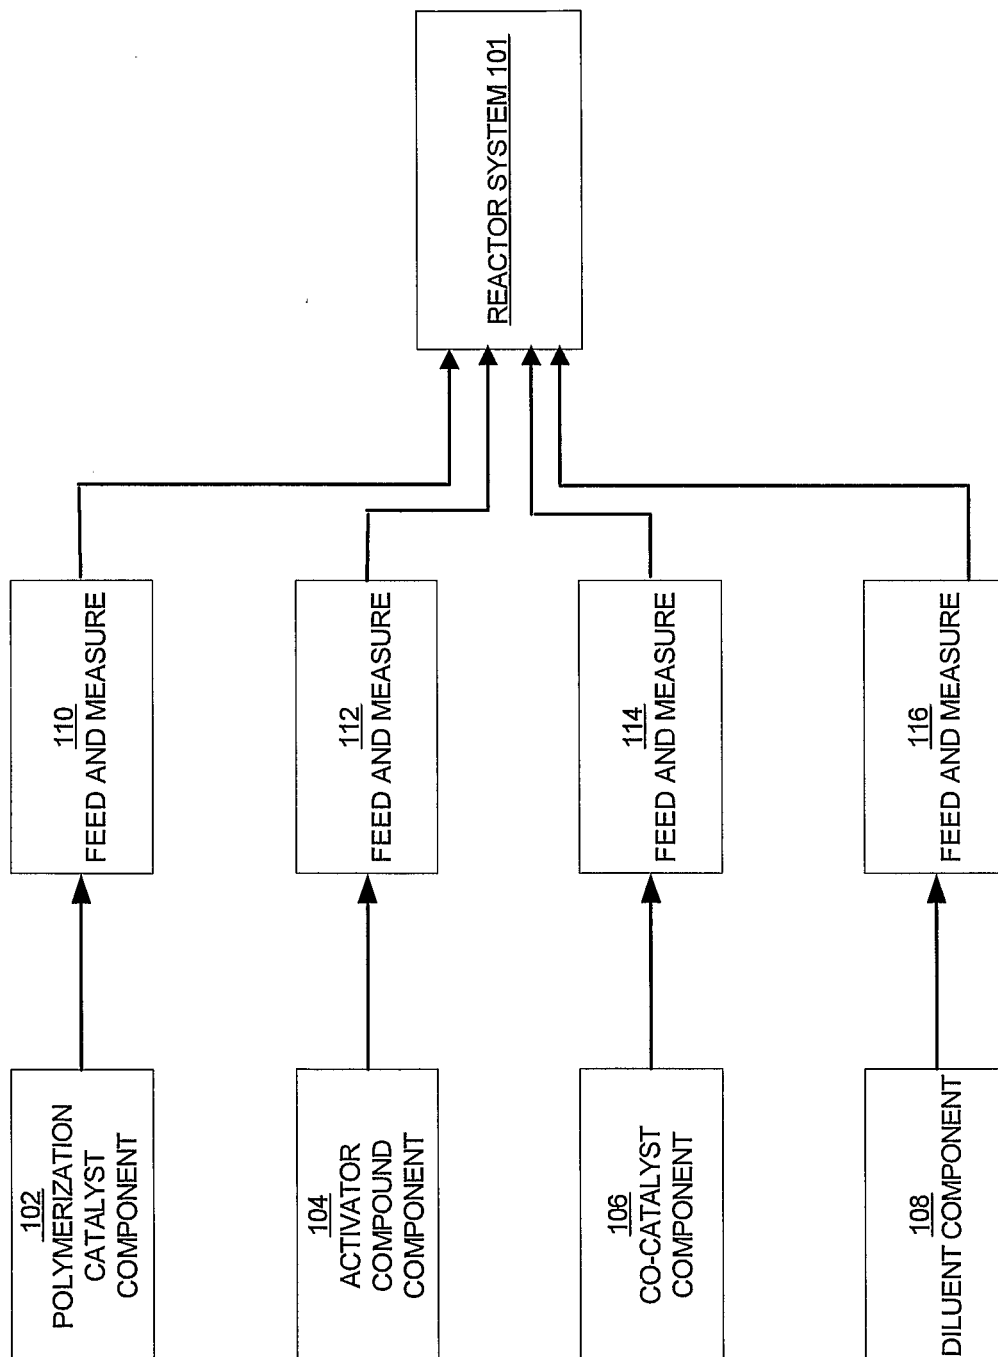 102
POLYMERIZATION
CATALYST
COMPONENT
110
FEED AND MEASURE
104
ACTIVATOR
COMPOUND
COMPONENT
112
FEED AND MEASURE
REACTOR SYSTEM 101
106
CO-CATALYST
COMPONENT
114
FEED AND MEASURE
108
DILUENT COMPONENT
116
FEED AND MEASURE